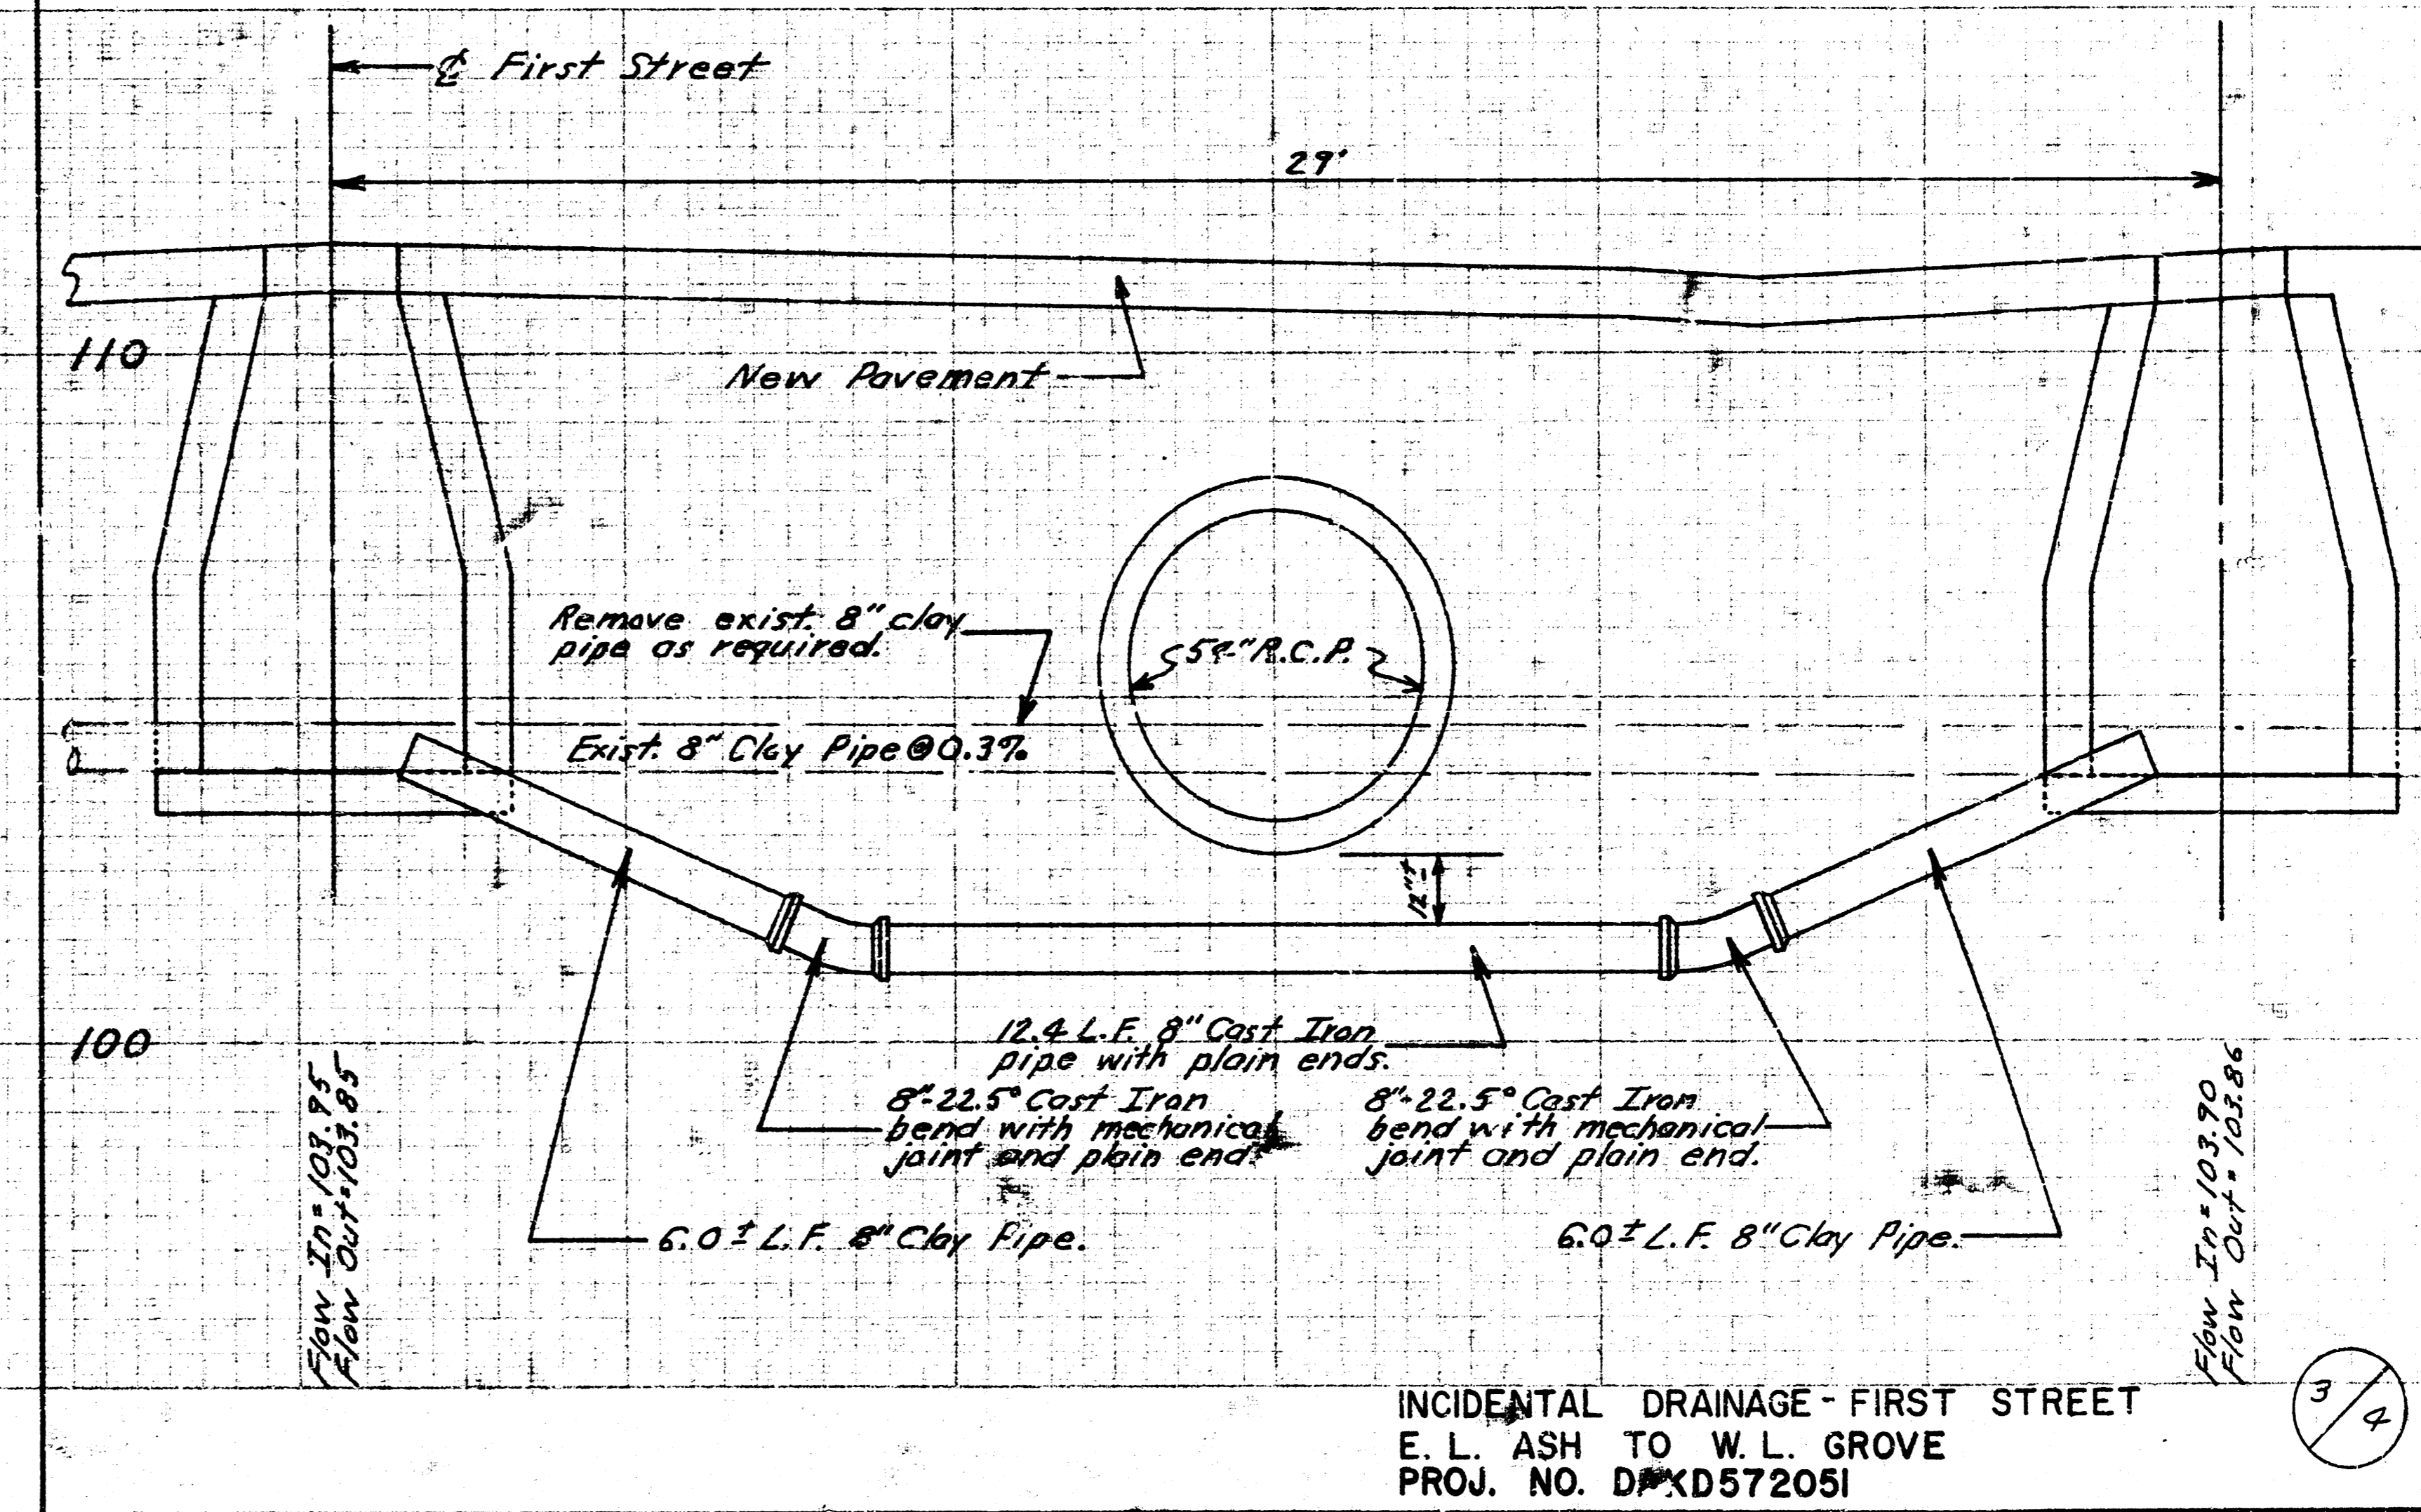 ℄ First Street
29'
110
New Pavement
Remove exist. 8" clay
pipe as required.
54" R.C.P.
Exist. 8" Clay Pipe @ 0.3%
12"±
100
12.4 L.F. 8" Cast Iron
pipe with plain ends.
8"-22.5° Cast Iron
bend with mechanical
joint and plain end.
8"-22.5° Cast Iron
bend with mechanical
joint and plain end.
6.0± L.F. 8" Clay Pipe.
6.0± L.F. 8" Clay Pipe.
Flow In = 103.95
Flow Out = 103.85
Flow In = 103.90
Flow Out = 103.86
INCIDENTAL DRAINAGE - FIRST STREET
E. L. ASH TO W. L. GROVE
PROJ. NO.
3/4